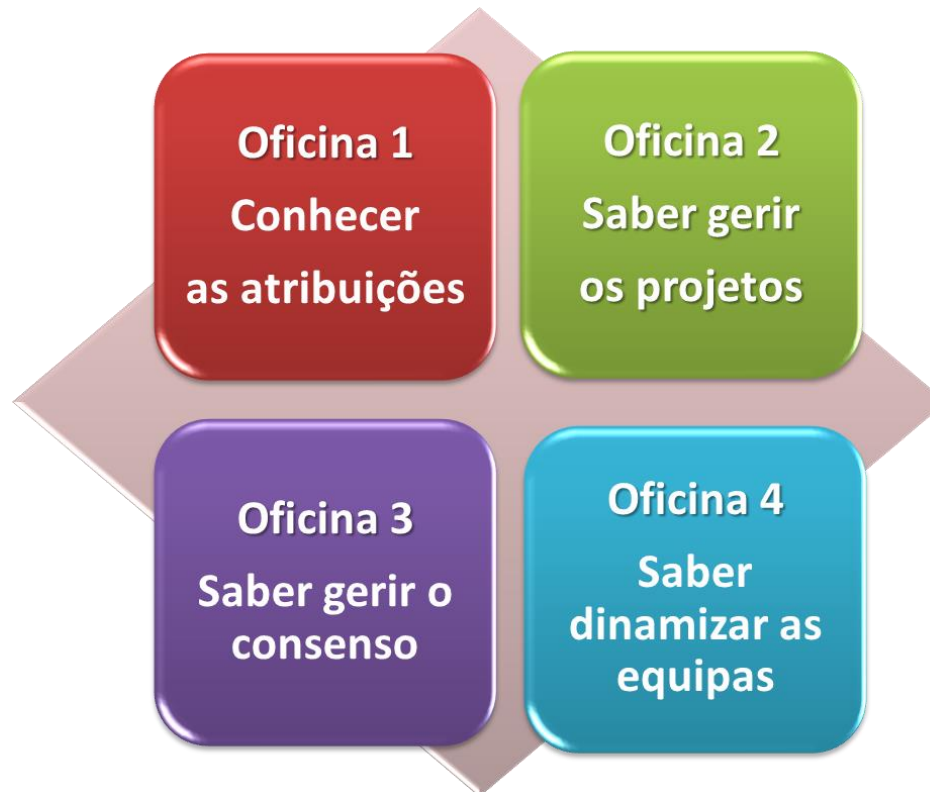 Oficina 1
Conhecer
as atribuições
Oficina 2
Saber gerir
os projetos
Oficina 3
Saber gerir o
consenso
Oficina 4
Saber
dinamizar as
equipas